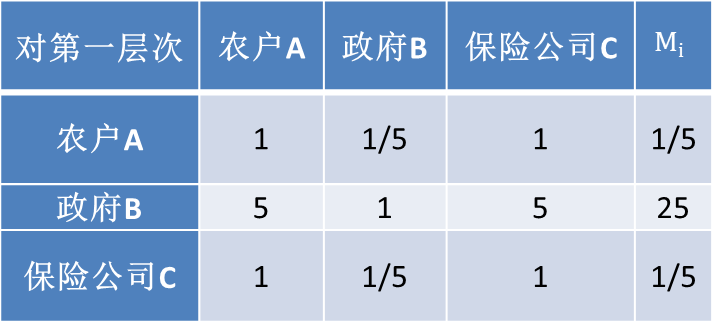 对第一层次 农户A 政府B 保险公司C Mi
农户A 1 1/5 1 1/5
政府B 5 1 5 25
保险公司C 1 1/5 1 1/5